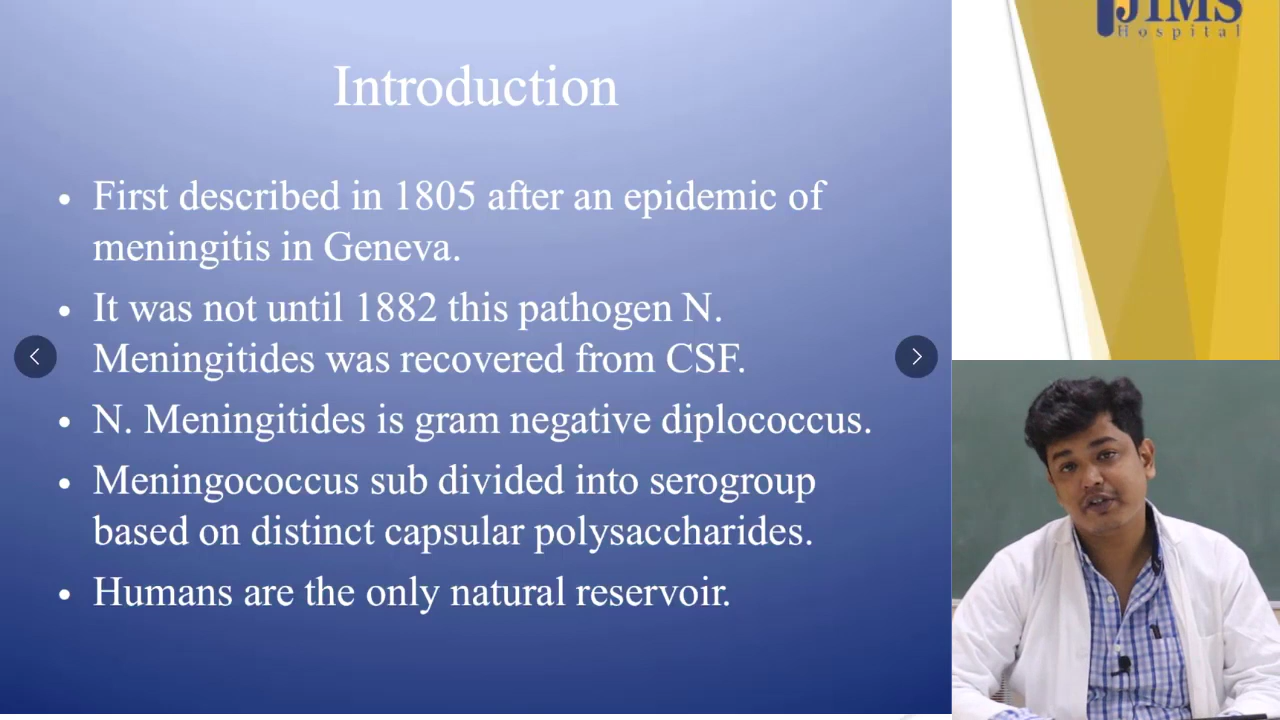 JIMS
Hospital
Introduction
• First described in 1805 after an epidemic of
meningitis in Geneva.
• It was not until 1882 this pathogen N.
Meningitides was recovered from CSF.
• N. Meningitides is gram negative diplococcus.
• Meningococcus sub divided into serogroup
based on distinct capsular polysaccharides.
• Humans are the only natural reservoir.